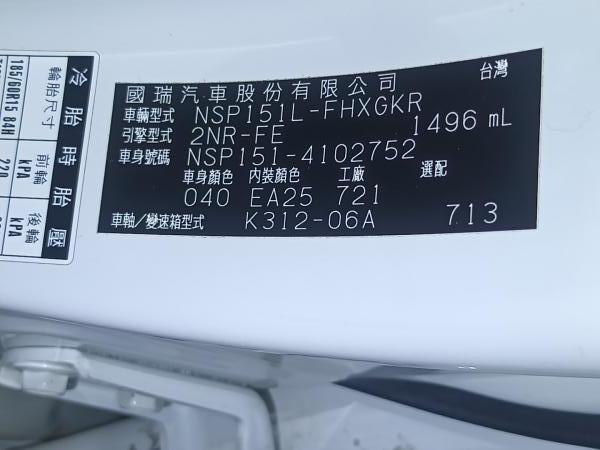 國瑞汽車股份有限公司 台灣
車輛型式 NSP151L-FHXGKR
引擎型式 2NR-FE 1496 mL
車身號碼 NSP151-4102752
車身顏色 內裝顏色 工廠 選配
040 EA25 721
車軸/變速箱型式 K312-06A 713
冷胎時胎壓
輪胎尺寸 前輪 後輪
kPa kPa
185/60R15 84H